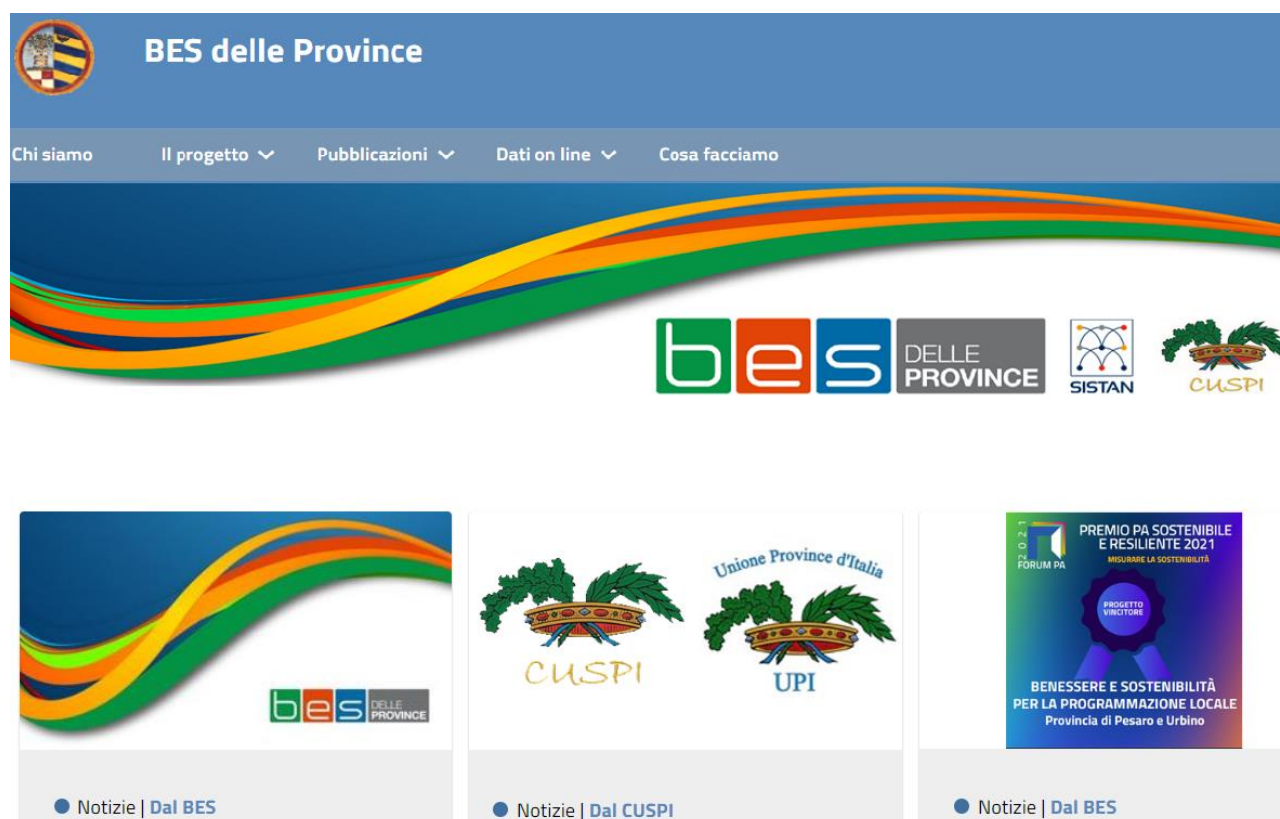 BES delle Province
Chi siamo
Il progetto
Pubblicazioni
Dati on line
Cosa facciamo
bes DELLE
PROVINCE
SISTAN
CUSPI
bes DELLE
PROVINCE
CUSPI
Unione Province d'Italia
UPI
2021
FORUM PA
PREMIO PA SOSTENIBILE
E RESILIENTE 2021
MISURARE LA SOSTENIBILITÀ
PROGETTO
VINCITORE
BENESSERE E SOSTENIBILITÀ
PER LA PROGRAMMAZIONE LOCALE
Provincia di Pesaro e Urbino
Notizie | Dal BES
Notizie | Dal CUSPI
Notizie | Dal BES